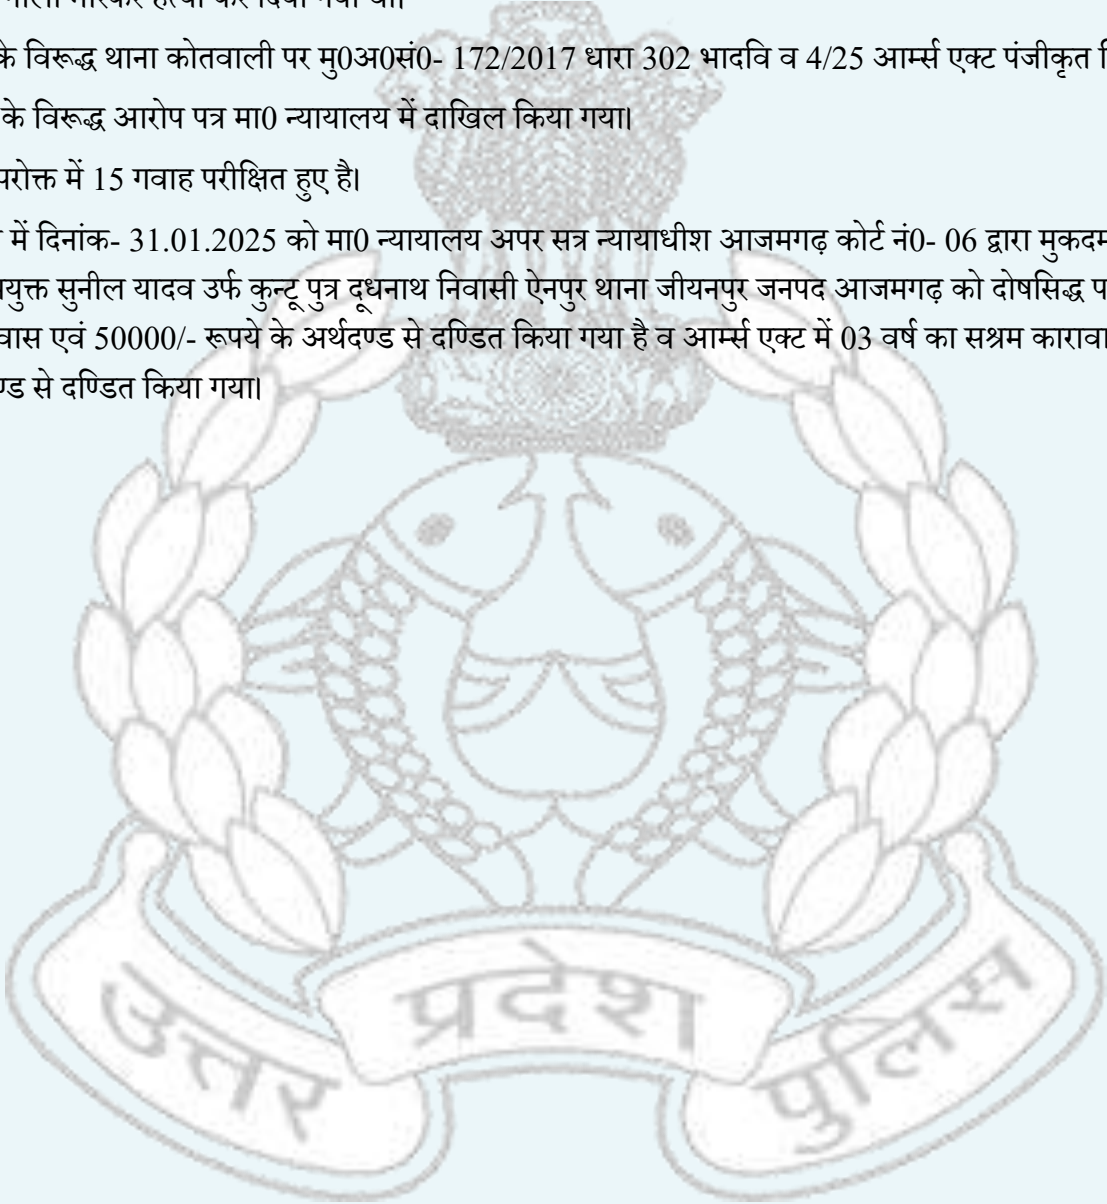 हत्या कर दिया गया था।
के विरूद्ध थाना कोतवाली पर मु0अ0सं0- 172/2017 धारा 302 भादवि व 4/25 आर्म्स एक्ट पंजीकृत
के विरूद्ध आरोप पत्र मा0 न्यायालय में दाखिल किया गया।
परोक्त में 15 गवाह परीक्षित हुए है।
में दिनांक- 31.01.2025 को मा0 न्यायालय अपर सत्र न्यायाधीश आजमगढ़ कोर्ट नं0- 06 द्वारा मुकदम
युक्त सुनील यादव उर्फ कुन्टू पुत्र दूधनाथ निवासी ऐनपुर थाना जीयनपुर जनपद आजमगढ़ को दोषसिद्ध प
वास एवं 50000/- रूपये के अर्थदण्ड से दण्डित किया गया है व आर्म्स एक्ट में 03 वर्ष का सश्रम कारावा
ण्ड से दण्डित किया गया।
उत्तर प्रदेश पुलिस